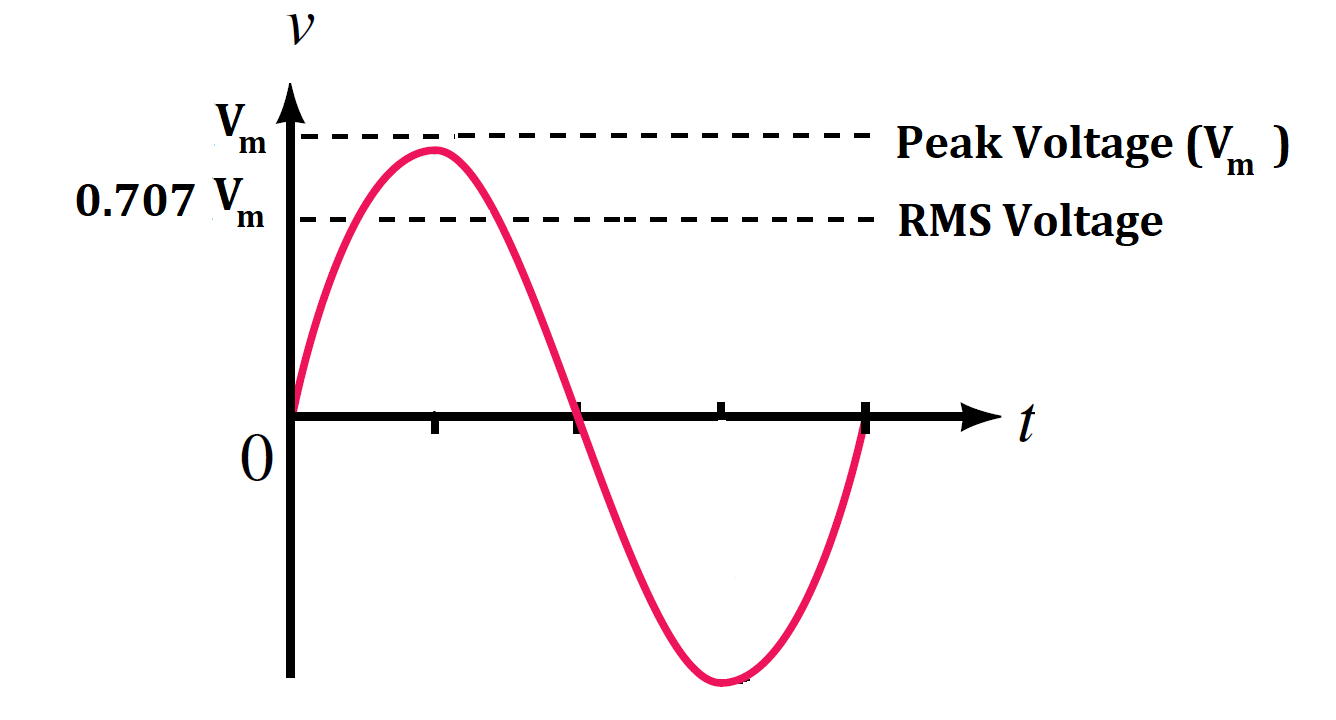 v
Vm
Peak Voltage (Vm )
0.707 Vm
RMS Voltage
t
0